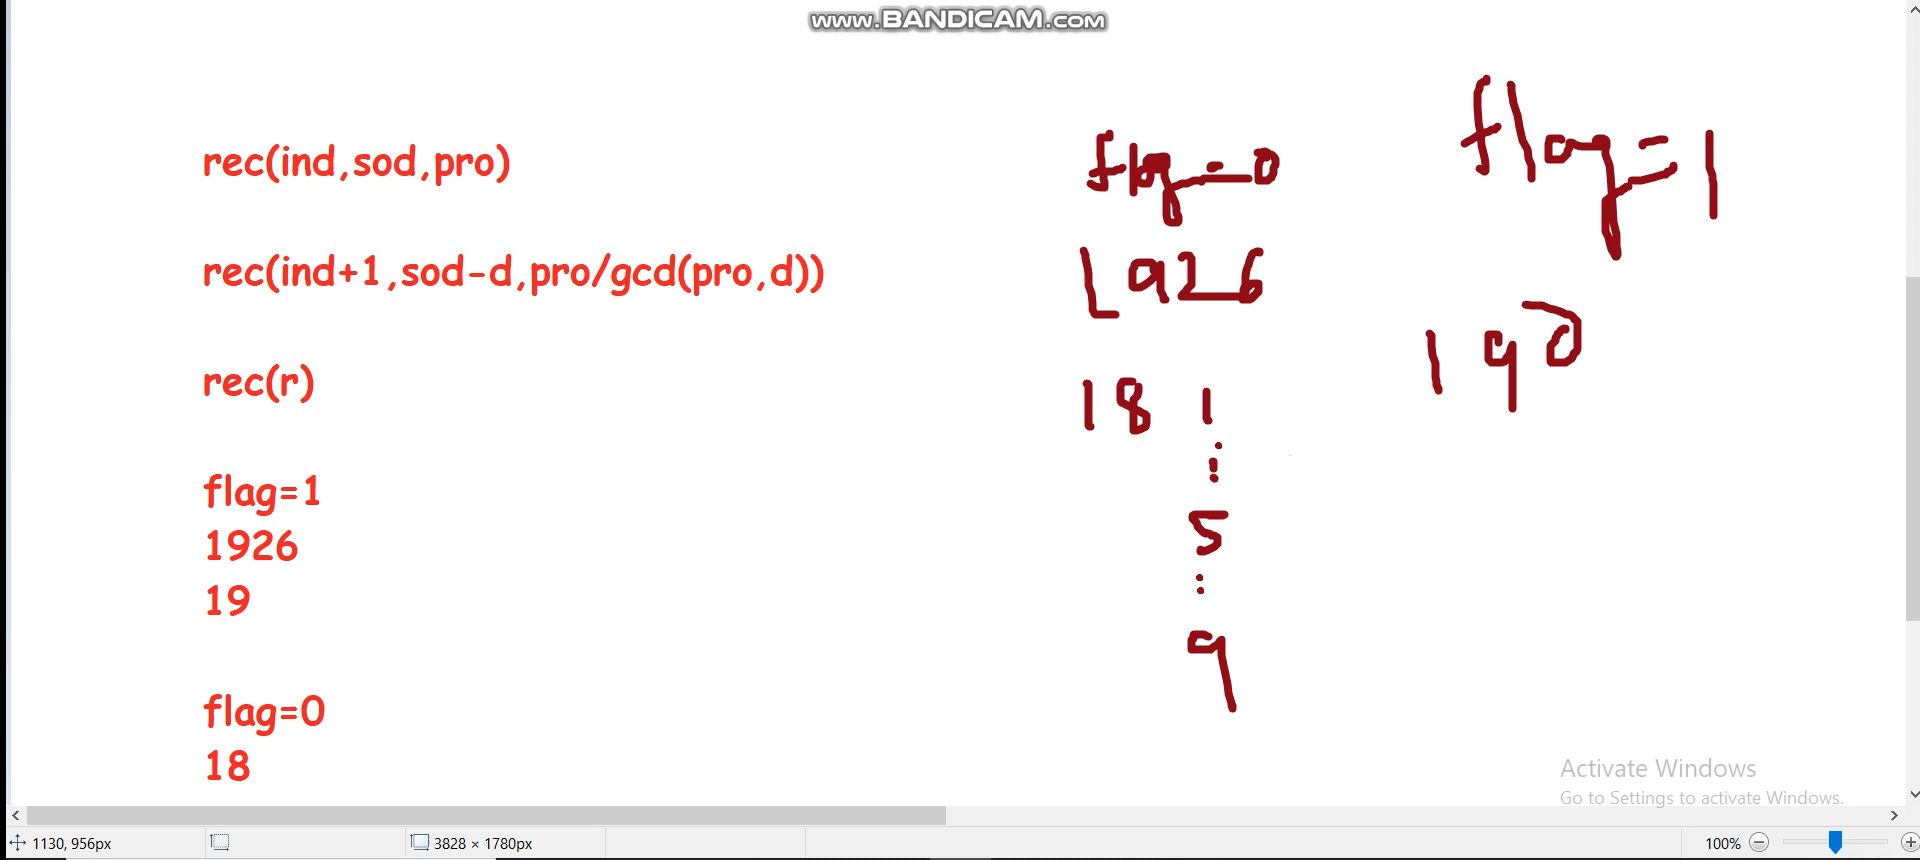 www.BANDICAM.com
rec(ind,sod,pro)
rec(ind+1,sod-d,pro/gcd(pro,d))
rec(r)
flag=1
1926
19
flag=0
18
flag=0
1926
18 1
5
9
flag=1
190
Activate Windows
Go to Settings to activate Windows.
1130, 956px
3828 × 1780px
100%